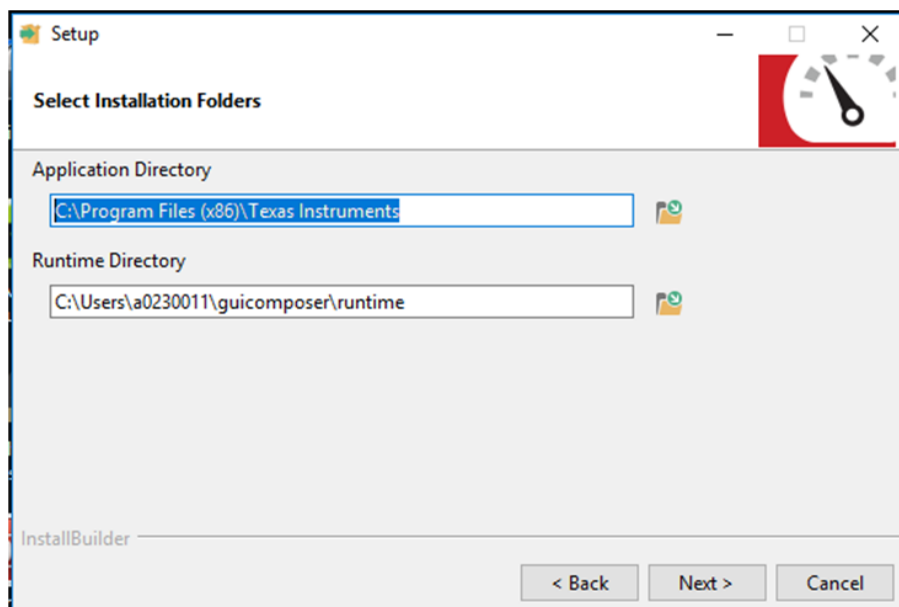 Setup
Select Installation Folders
Application Directory
C:\Program Files (x86)\Texas Instruments
Runtime Directory
C:\Users\a0230011\guicomposer\runtime
InstallBuilder
< Back Next > Cancel